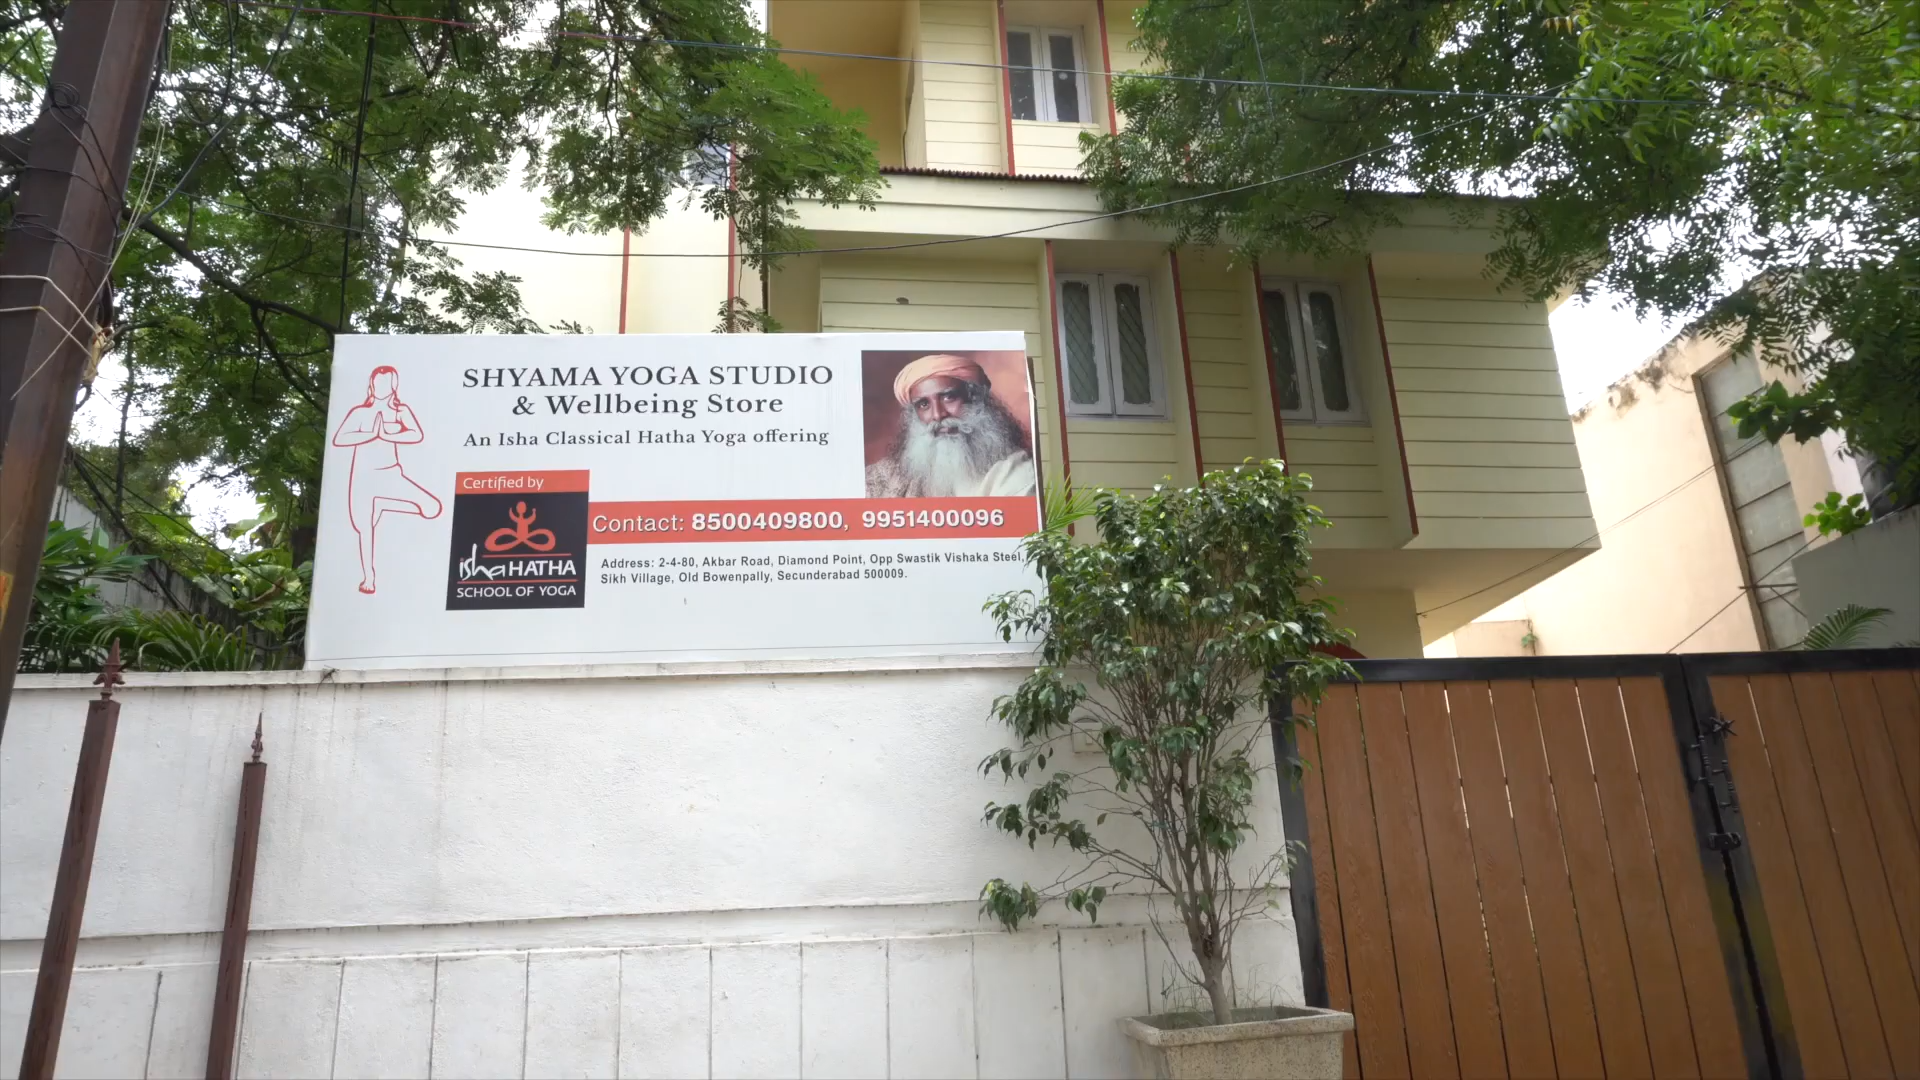 SHYAMA YOGA STUDIO
& Wellbeing Store
An Isha Classical Hatha Yoga offering
Certified by
isha HATHA
SCHOOL OF YOGA
Contact: 8500409800, 9951400096
Address: 2-4-80, Akbar Road, Diamond Point, Opp Swastik Vishaka Steel,
Sikh Village, Old Bowenpally, Secunderabad 500009.